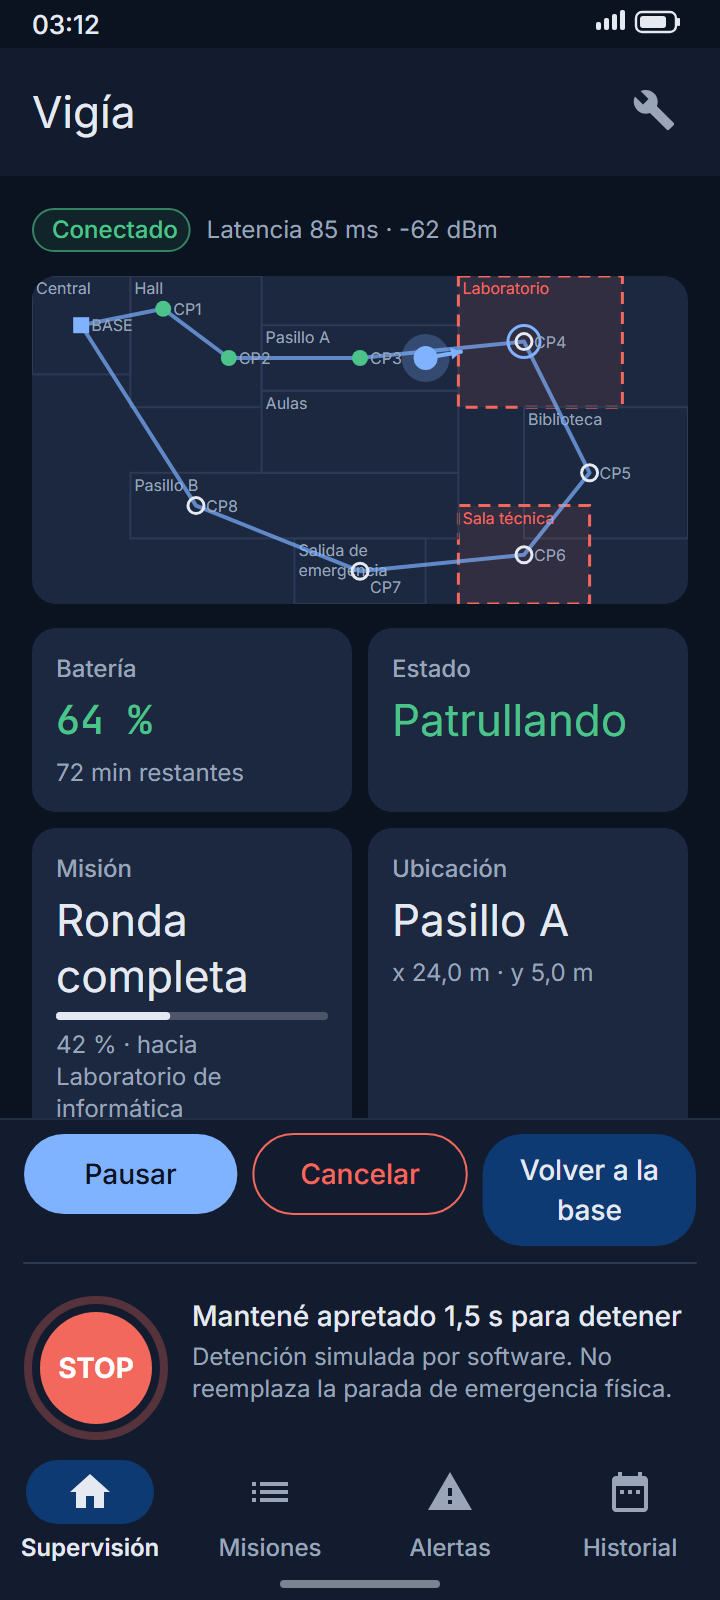 03:12
Vigía
Conectado
Latencia 85 ms · -62 dBm
Central
Hall
Laboratorio
CP1
BASE
Pasillo A
CP4
CP2
CP3
Aulas
Biblioteca
CP5
Pasillo B
CP8
Sala técnica
Salida de
emergencia
CP6
CP7
Batería
64 %
72 min restantes
Estado
Patrullando
Misión
Ronda
completa
42 % · hacia
Laboratorio de
informática
Ubicación
Pasillo A
x 24,0 m · y 5,0 m
Pausar
Cancelar
Volver a la
base
STOP
Mantené apretado 1,5 s para detener
Detención simulada por software. No
reemplaza la parada de emergencia física.
Supervisión
Misiones
Alertas
Historial